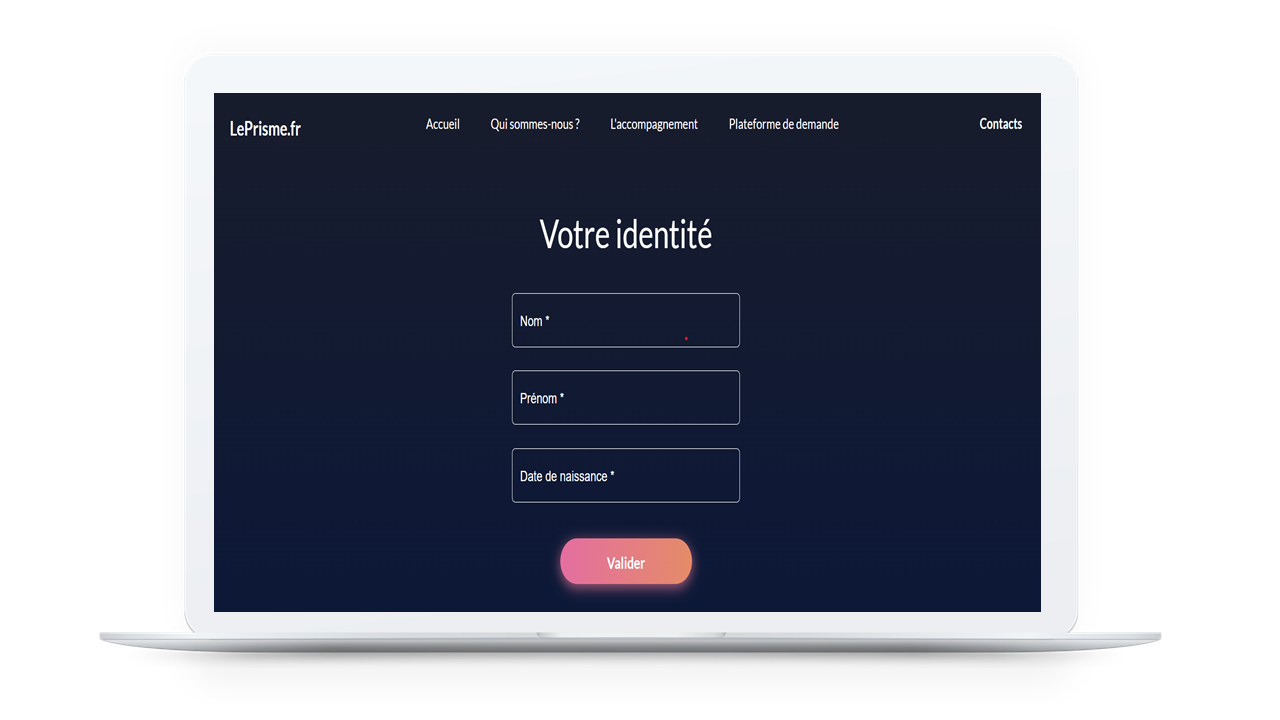 LePrisme.fr
Accueil
Qui sommes-nous ?
L'accompagnement
Plateforme de demande
Contacts
Votre identité
Nom *
*
Prénom *
Date de naissance *
Valider